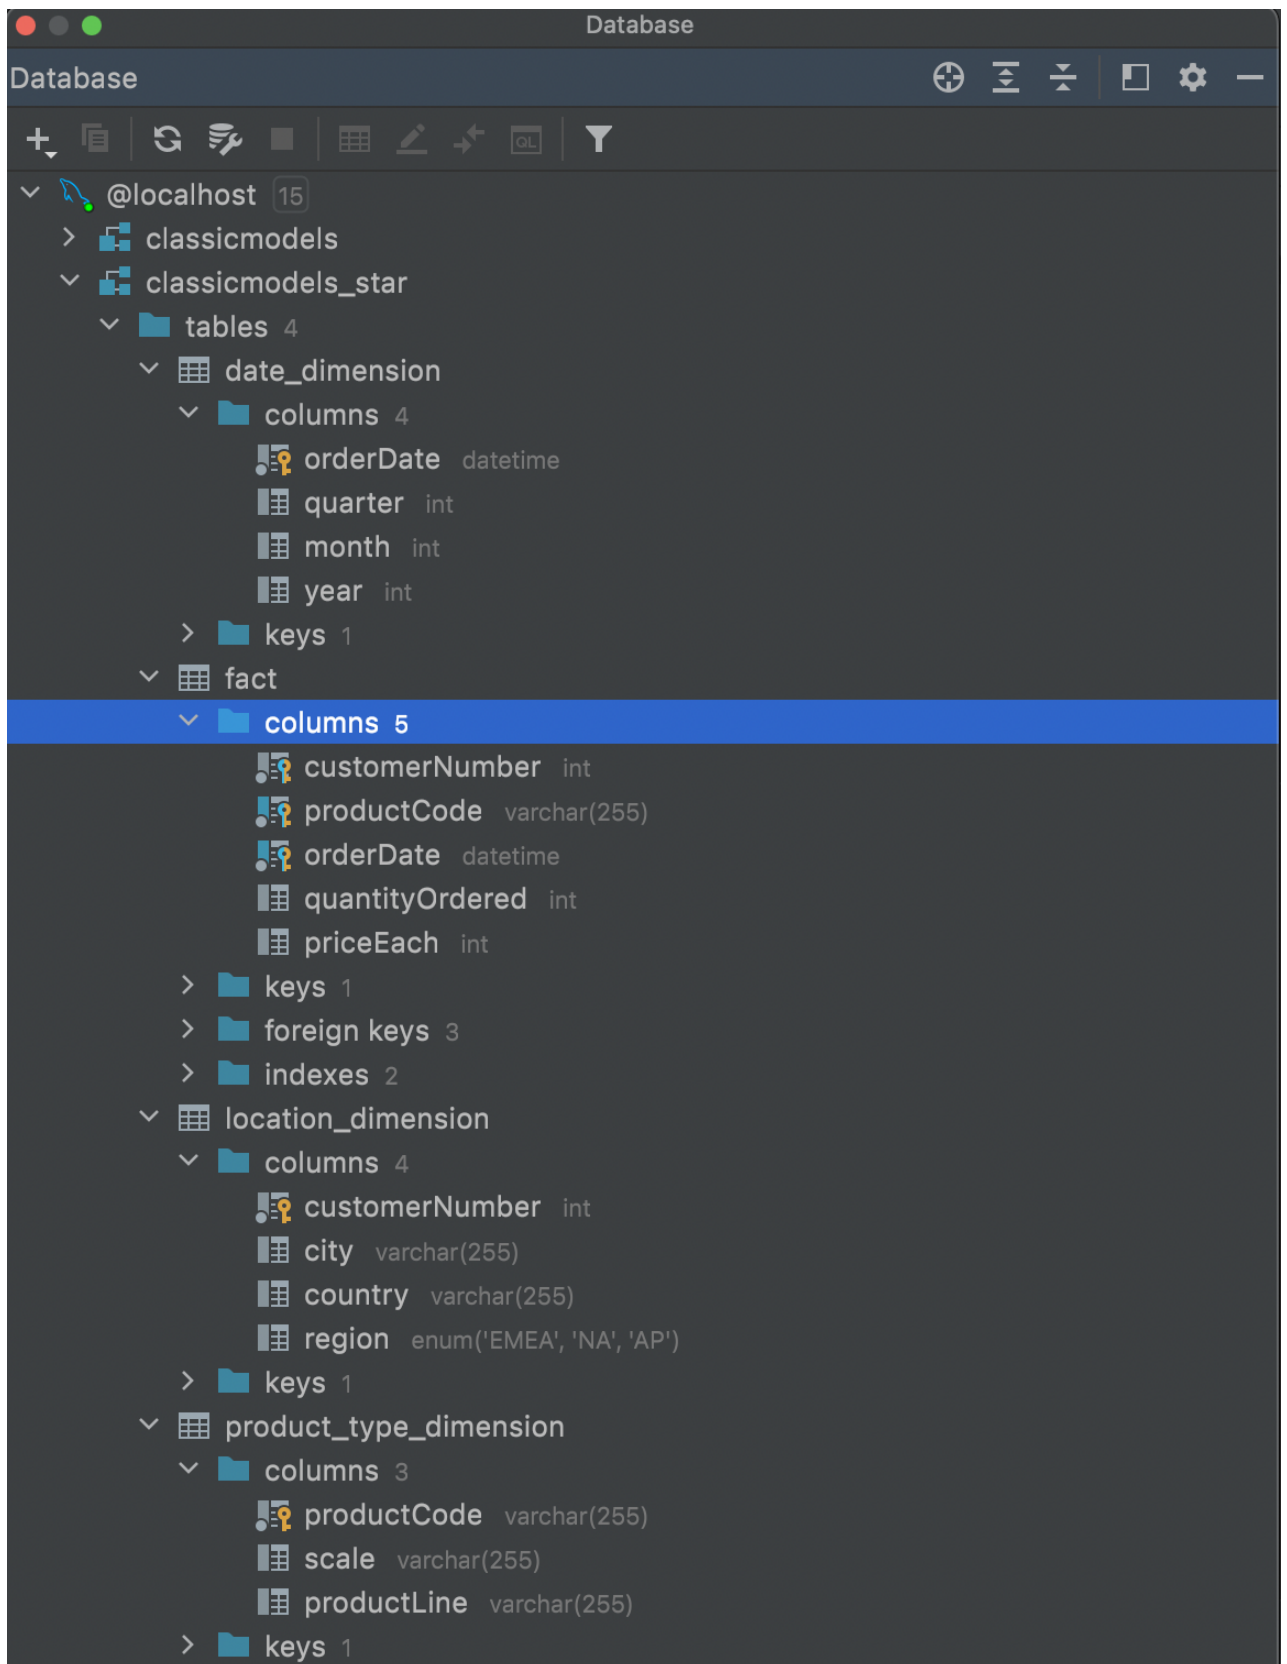 Database
Database
QL
@localhost 15
classicmodels
classicmodels_star
tables 4
date_dimension
columns 4
orderDate datetime
quarter int
month int
year int
keys 1
fact
columns 5
customerNumber int
productCode varchar(255)
orderDate datetime
quantityOrdered int
priceEach int
keys 1
foreign keys 3
indexes 2
location_dimension
columns 4
customerNumber int
city varchar(255)
country varchar(255)
region enum('EMEA', 'NA', 'AP')
keys 1
product_type_dimension
columns 3
productCode varchar(255)
scale varchar(255)
productLine varchar(255)
keys 1